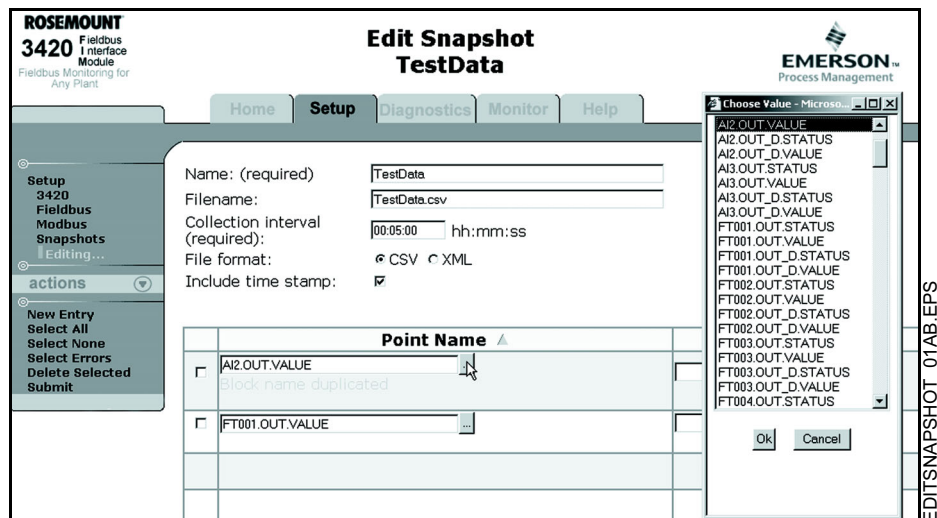 ROSEMOUNT
3420 Fieldbus Interface Module
Fieldbus Monitoring for Any Plant
Edit Snapshot
TestData
EMERSON™
Process Management
Home
Setup
Diagnostics
Monitor
Help
Setup
3420
Fieldbus
Modbus
Snapshots
Editing...
actions
New Entry
Select All
Select None
Select Errors
Delete Selected
Submit
Name: (required)
TestData
Filename:
TestData.csv
Collection interval (required):
00:05:00 hh:mm:ss
File format:
CSV XML
Include time stamp:
Point Name
AI2.OUT.VALUE
...
Block name duplicated
FT001.OUT.VALUE
...
Choose Value - Microso...
AI2.OUT.VALUE
AI2.OUT_D.STATUS
AI2.OUT_D.VALUE
AI3.OUT.STATUS
AI3.OUT.VALUE
AI3.OUT_D.STATUS
AI3.OUT_D.VALUE
FT001.OUT.STATUS
FT001.OUT.VALUE
FT001.OUT_D.STATUS
FT001.OUT_D.VALUE
FT002.OUT.STATUS
FT002.OUT.VALUE
FT002.OUT_D.STATUS
FT002.OUT_D.VALUE
FT003.OUT.STATUS
FT003.OUT.VALUE
FT003.OUT_D.STATUS
FT003.OUT_D.VALUE
FT004.OUT.STATUS
Ok
Cancel
EDITSNAPSHOT 01AB.EPS